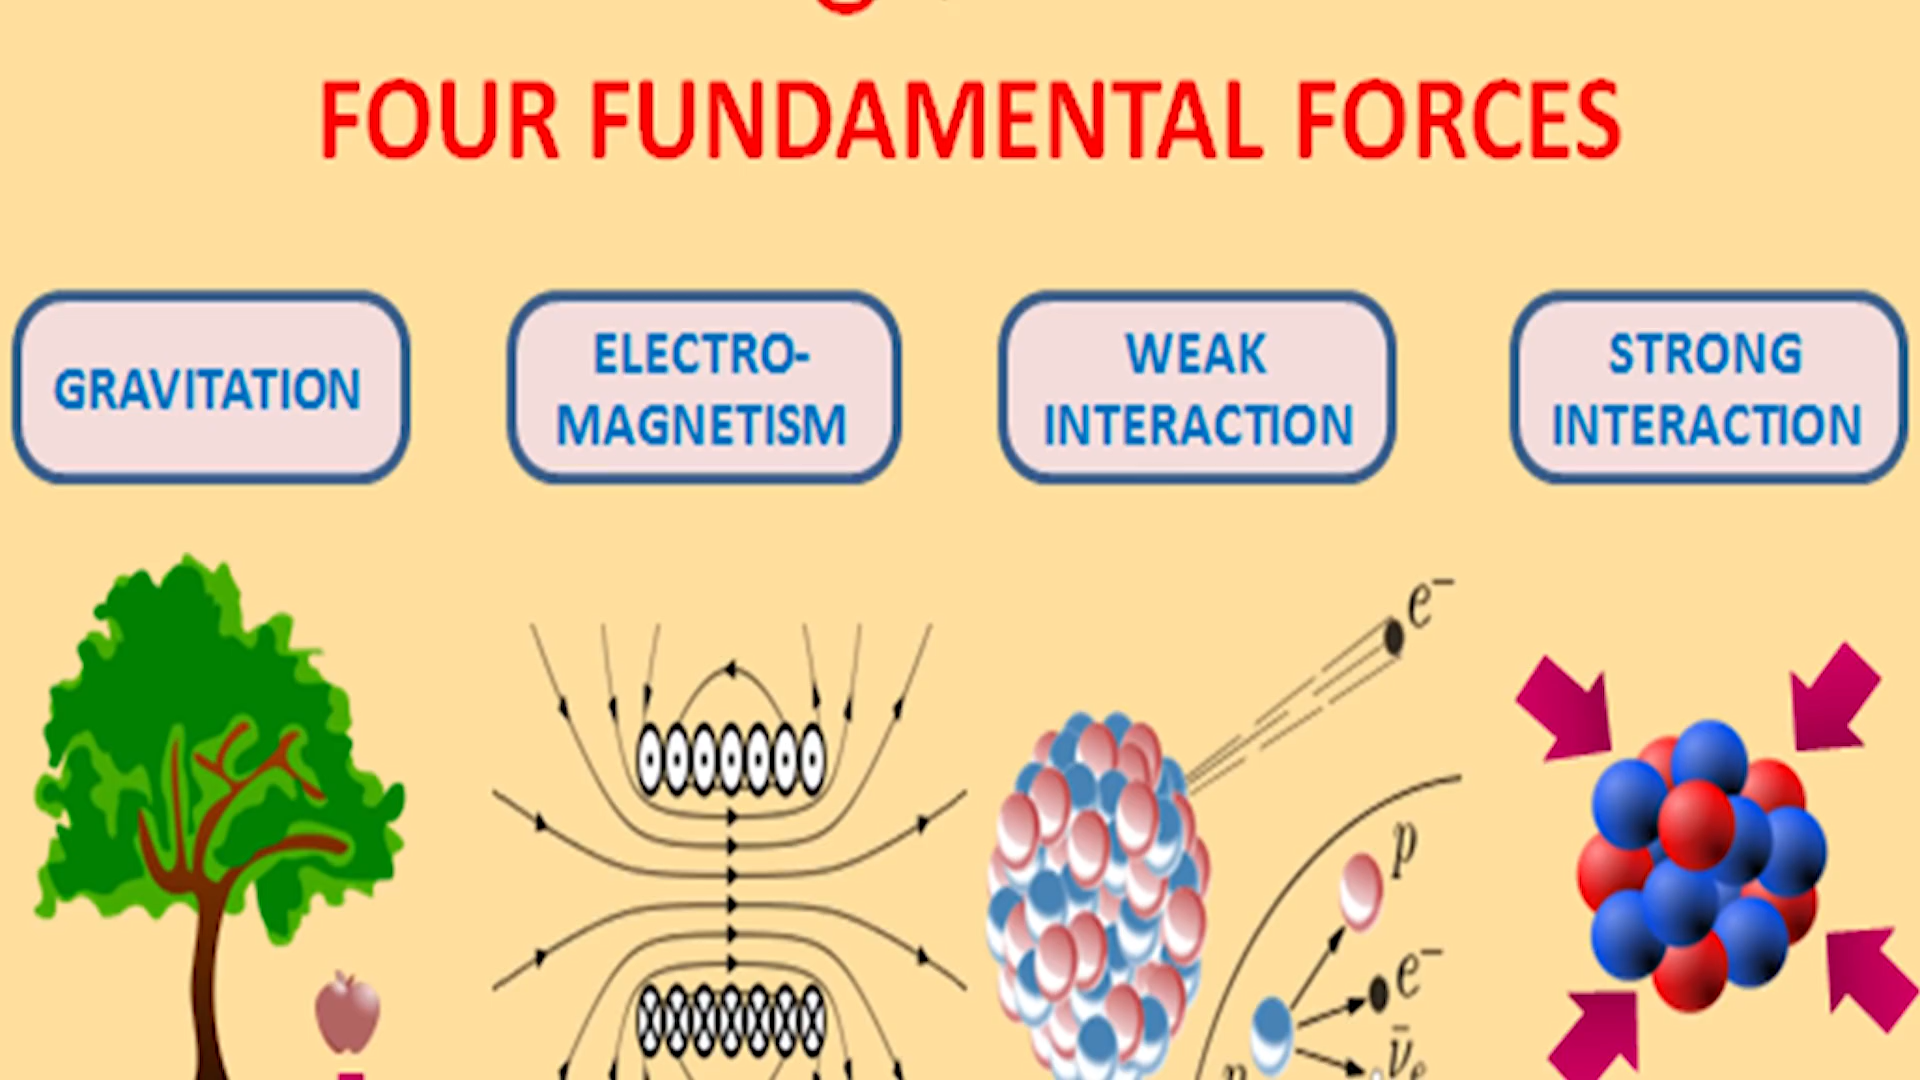 FOUR FUNDAMENTAL FORCES
GRAVITATION
ELECTRO-
MAGNETISM
WEAK
INTERACTION
STRONG
INTERACTION
e⁻
p
e⁻
ν̄ₑ